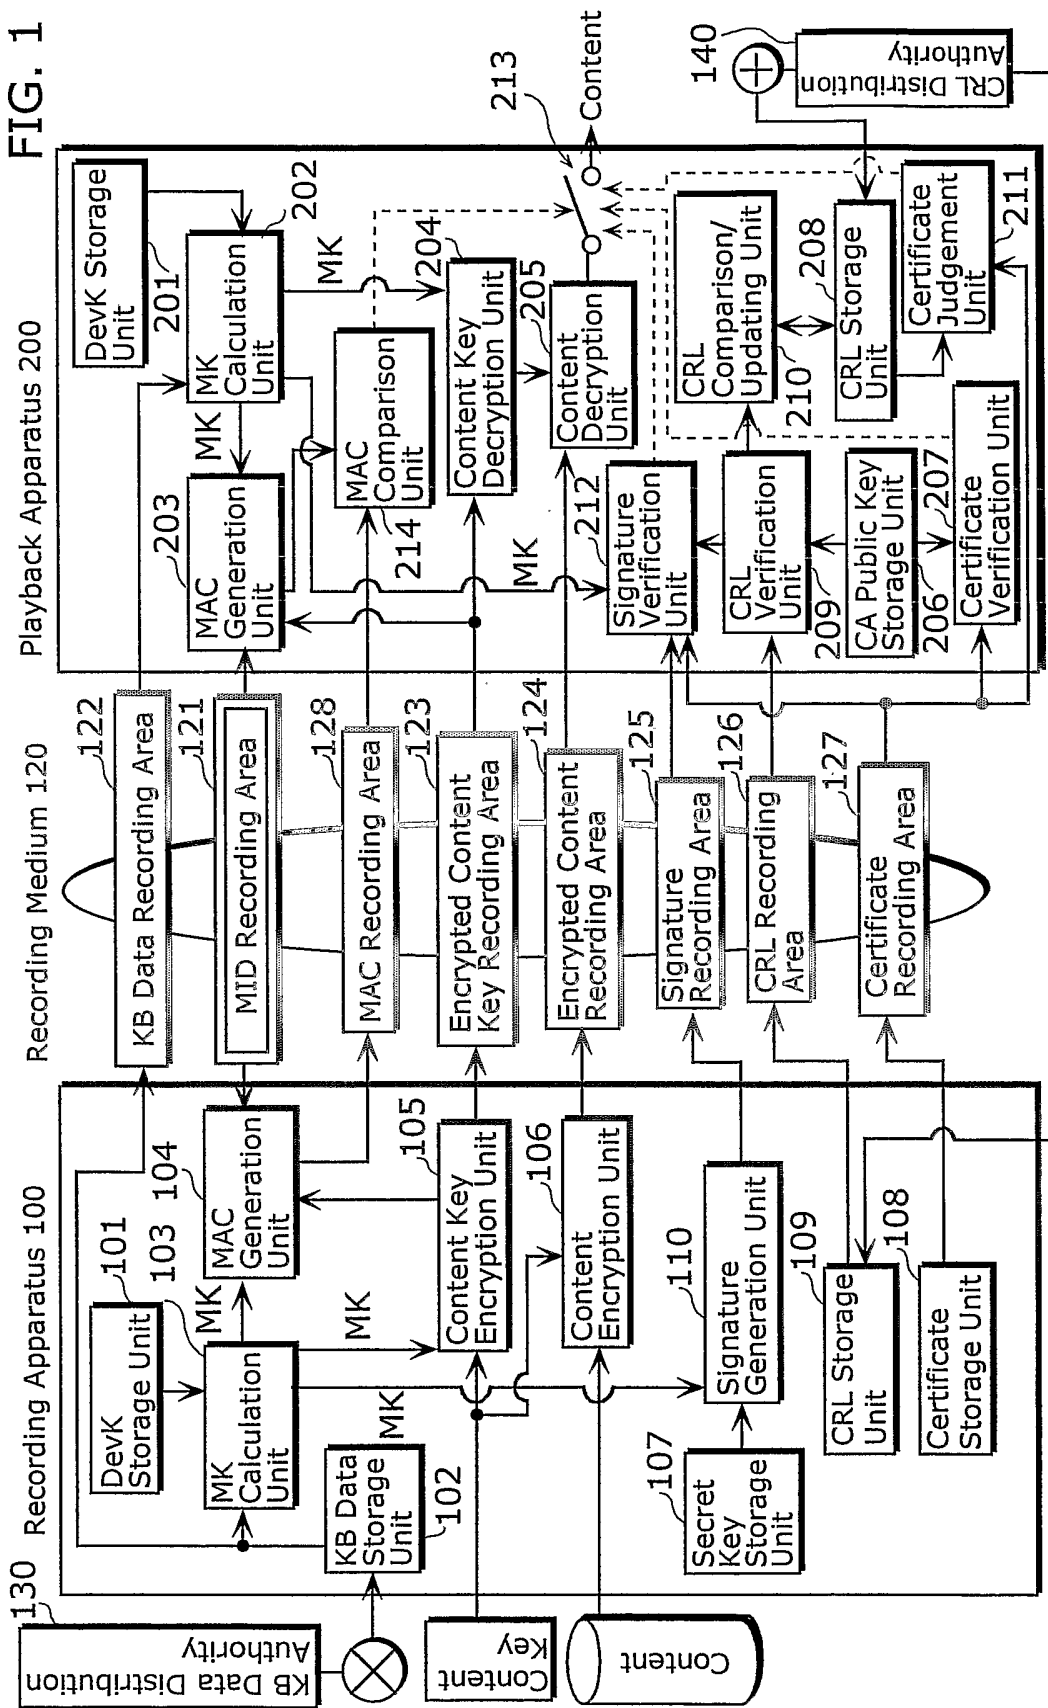 FIG. 1
Recording Apparatus 100
Recording Medium 120
Playback Apparatus 200
130
KB Data Distribution
Authority
Content
Key
Content
101
DevK
Storage Unit
103
MK
Calculation
Unit
KB Data
Storage
Unit
102
MK
104
MAC
Generation
Unit
MK
MK
105
Content Key
Encryption Unit
106
Content
Encryption Unit
107
Secret
Key
Storage
Unit
110
Signature
Generation Unit
109
CRL Storage
Unit
108
Certificate
Storage Unit
122
KB Data Recording Area
121
MID Recording Area
128
MAC Recording Area
123
Encrypted Content
Key Recording Area
124
Encrypted Content
Recording Area
125
Signature
Recording Area
126
CRL Recording
Area
127
Certificate
Recording Area
DevK Storage
Unit
201
MK
Calculation
Unit
202
MK
203
MAC
Generation
Unit
MK
MAC
Comparison
Unit
214
204
Content Key
Decryption Unit
205
Content
Decryption
Unit
MK
212
Signature
Verification
Unit
213
Content
CRL
Comparison/
Updating Unit
210
CRL
Verification
Unit
209
208
CRL Storage
Unit
CA Public Key
Storage Unit
206
207
Certificate
Verification Unit
Certificate
Judgement
Unit
211
140
CRL Distribution
Authority